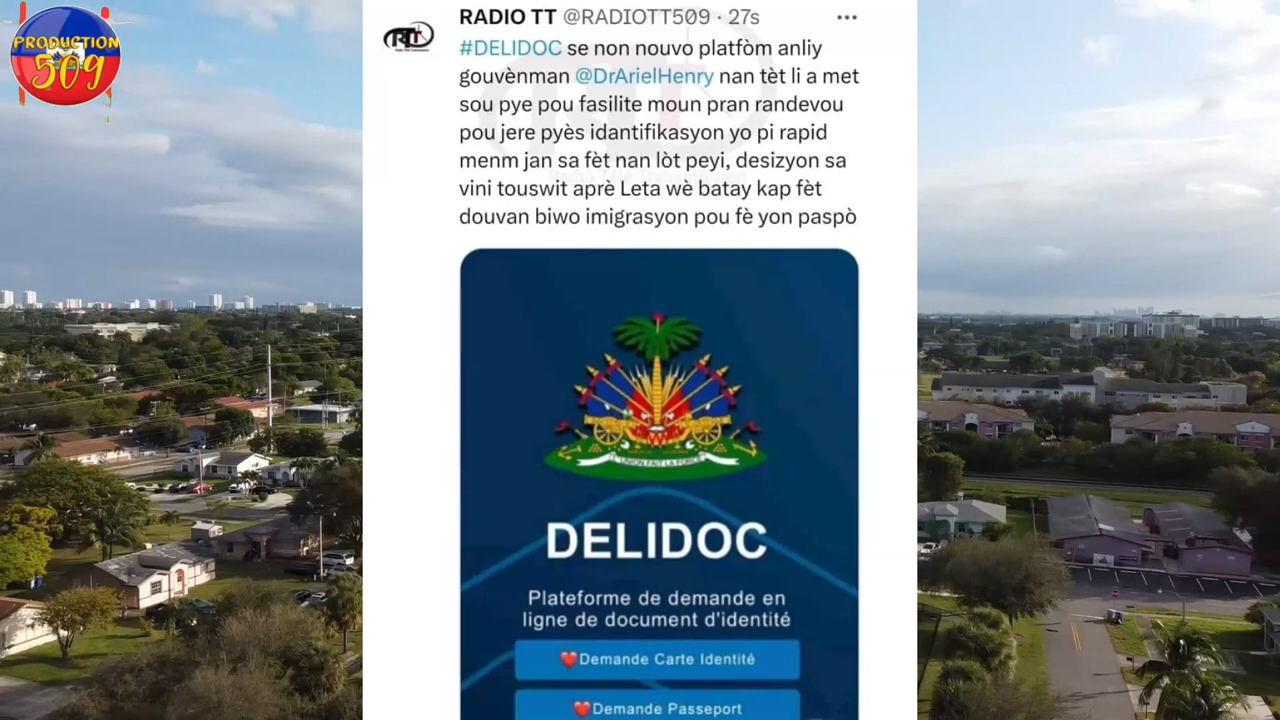 PRODUCTION
509
RADIO TT @RADIOTT509 · 27s
#DELIDOC se non nouvo platfòm anliy
gouvènman @DrArielHenry nan tèt li a met
sou pye pou fasilite moun pran randevou
pou jere pyès idantifikasyon yo pi rapid
menm jan sa fèt nan lòt peyi, desizyon sa
vini touswit aprè Leta wè batay kap fèt
douvan biwo imigrasyon pou fè yon paspò
L'UNION FAIT LA FORCE
DELIDOC
Plateforme de demande en
ligne de document d'identité
❤️Demande Carte Identité
❤️Demande Passeport